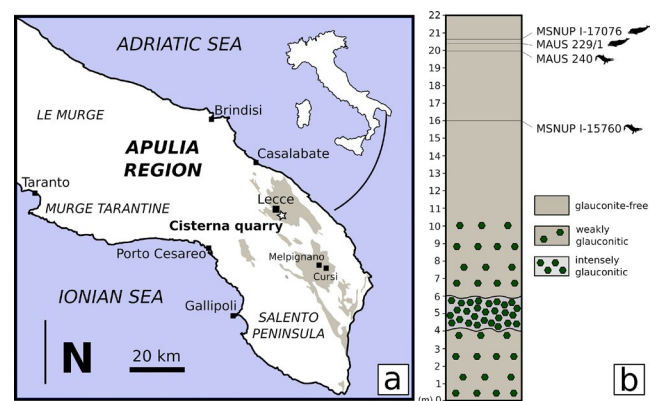 ADRIATIC SEA
LE MURGE
Brindisi
APULIA
REGION
Casalabate
Taranto
Lecce
MURGE TARANTINE
Cisterna quarry
Porto Cesareo
Melpignano
Cursi
IONIAN SEA
Gallipoli
SALENTO
PENINSULA
N
20 km
a
22
21
20
19
18
17
16
15
14
13
12
11
10
9
8
7
6
5
4
3
2
1
(m) 0
MSNUP I-17076
MAUS 229/1
MAUS 240
MSNUP I-15760
glauconite-free
weakly
glauconitic
intensely
glauconitic
b